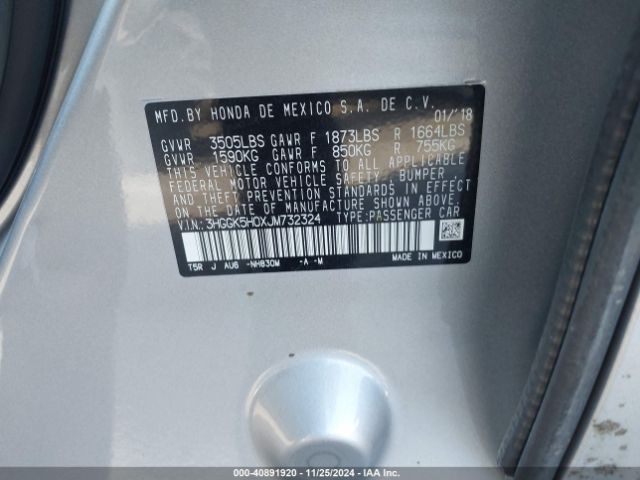 MFD.BY HONDA DE MEXICO S.A. DE C.V.
01/'18
GVWR 3505LBS GAWR F 1873LBS R 1664LBS
GVWR 1590KG GAWR F 850KG R 755KG
THIS VEHICLE CONFORMS TO ALL APPLICABLE
FEDERAL MOTOR VEHICLE SAFETY, BUMPER,
AND THEFT PREVENTION STANDARDS IN EFFECT
ON THE DATE OF MANUFACTURE SHOWN ABOVE.
V.I.N.:3HGGK5H0XJM732324 TYPE:PASSENGER CAR
T5R J AU6 -NH830M -A -M MADE IN MEXICO
000-40891920 - 11/25/2024 - IAA Inc.